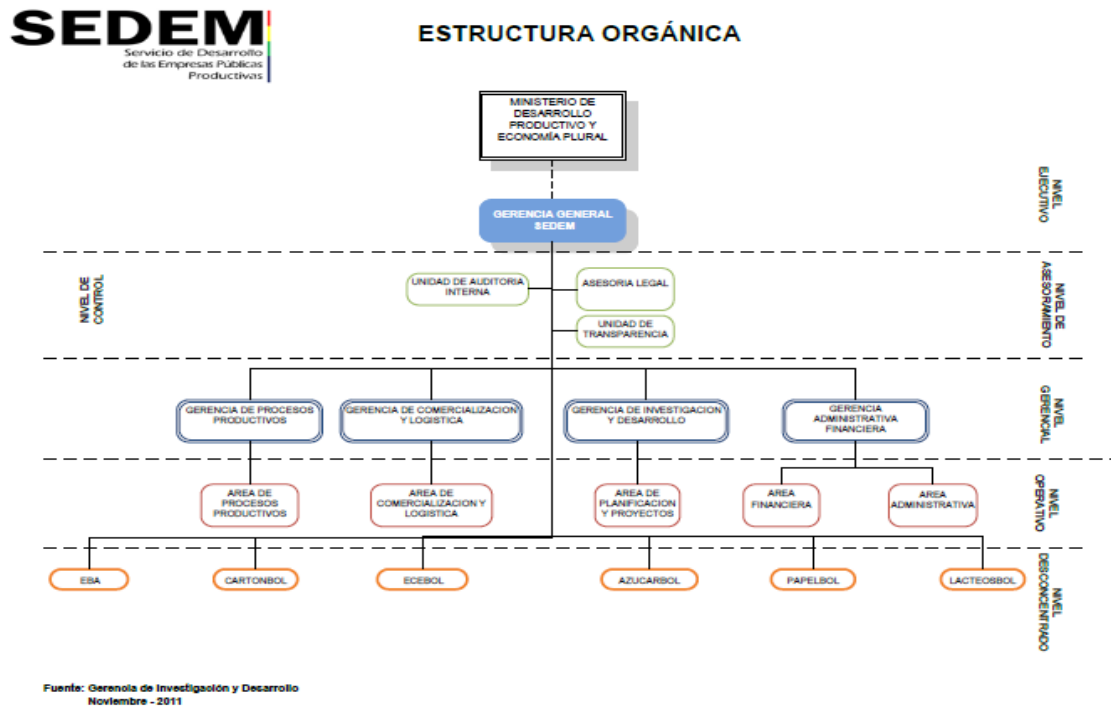 SEDEM
Servicio de Desarrollo
de las Empresas Públicas
Productivas
ESTRUCTURA ORGÁNICA
MINISTERIO DE
DESARROLLO
PRODUCTIVO Y
ECONOMÍA PLURAL
NIVEL
EJECUTIVO
GERENCIA GENERAL
SEDEM
NIVEL DE
CONTROL
UNIDAD DE AUDITORIA
INTERNA
ASESORIA LEGAL
UNIDAD DE
TRANSPARENCIA
NIVEL DE
ASESORAMIENTO
GERENCIA DE PROCESOS
PRODUCTIVOS
GERENCIA DE COMERCIALIZACION
Y LOGISTICA
GERENCIA DE INVESTIGACION
Y DESARROLLO
GERENCIA
ADMINISTRATIVA
FINANCIERA
NIVEL
GERENCIAL
AREA DE
PROCESOS
PRODUCTIVOS
AREA DE
COMERCIALIZACION Y
LOGISTICA
AREA DE
PLANIFICACION
Y PROYECTOS
AREA
FINANCIERA
AREA
ADMINISTRATIVA
NIVEL
OPERATIVO
EBA
CARTONBOL
ECEBOL
AZUCARBOL
PAPELBOL
LACTEOSBOL
NIVEL
DESCONCENTRADO
Fuente: Gerencia de Investigación y Desarrollo
Noviembre - 2011